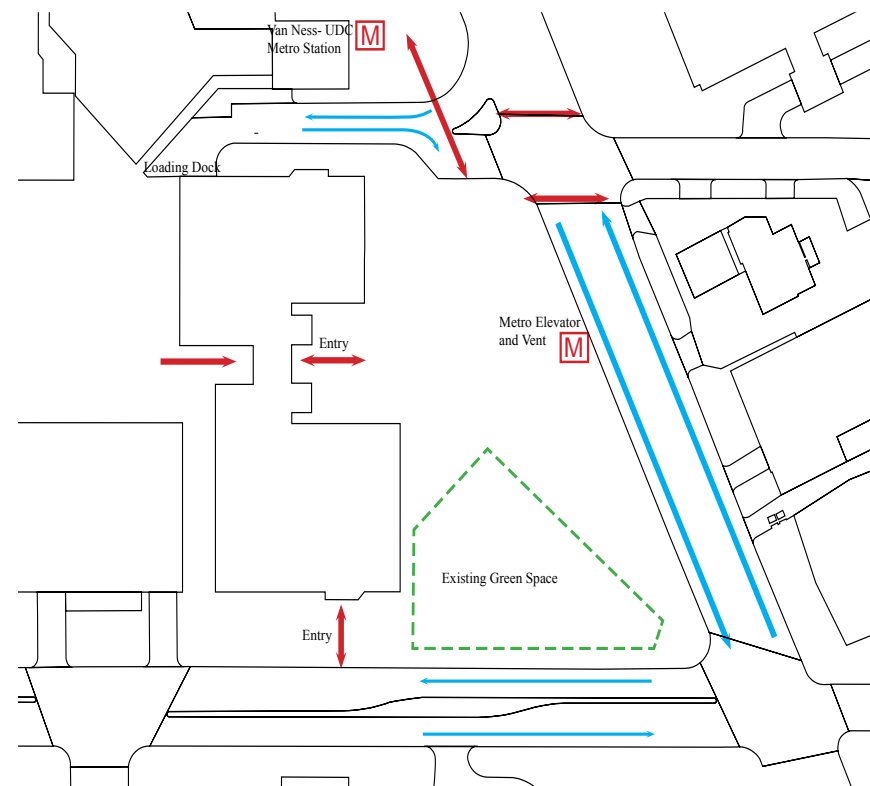 Van Ness- UDC
Metro Station
M
Loading Dock
Metro Elevator
and Vent
M
Entry
Existing Green Space
Entry